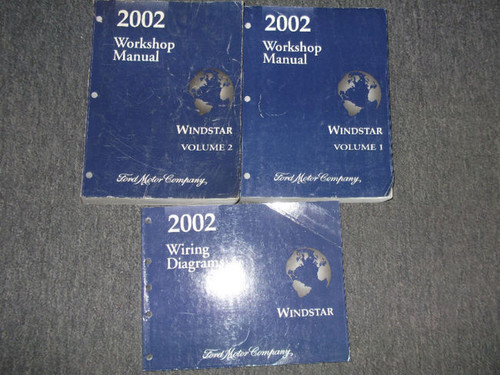 2002
Workshop
Manual
WINDSTAR
VOLUME 2
Ford Motor Company,
2002
Workshop
Manual
WINDSTAR
VOLUME 1
Ford Motor Company,
2002
Wiring
Diagrams
WINDSTAR
Ford Motor Company,